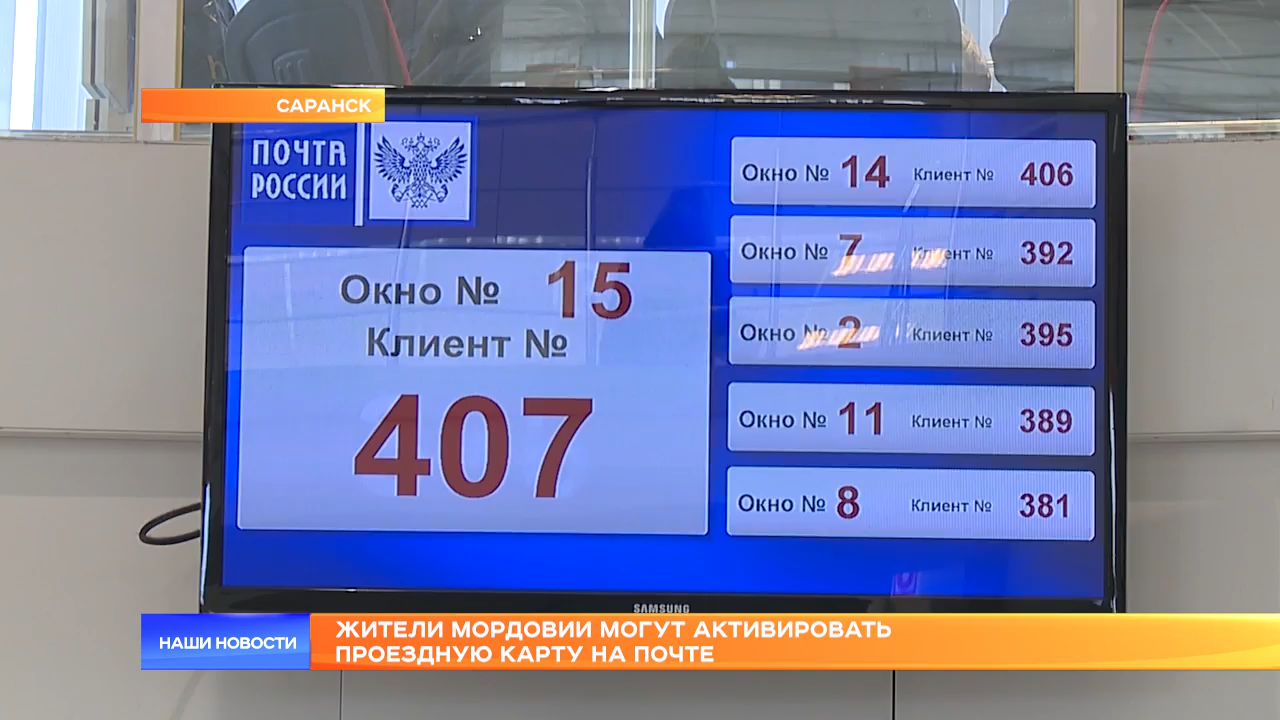 САРАНСК
ПОЧТА
РОССИИ
Окно № 15
Клиент №
407
Окно № 14 Клиент № 406
Окно № 7 Клиент № 392
Окно № 2 Клиент № 395
Окно № 11 Клиент № 389
Окно № 8 Клиент № 381
SAMSUNG
НАШИ НОВОСТИ
ЖИТЕЛИ МОРДОВИИ МОГУТ АКТИВИРОВАТЬ
ПРОЕЗДНУЮ КАРТУ НА ПОЧТЕ